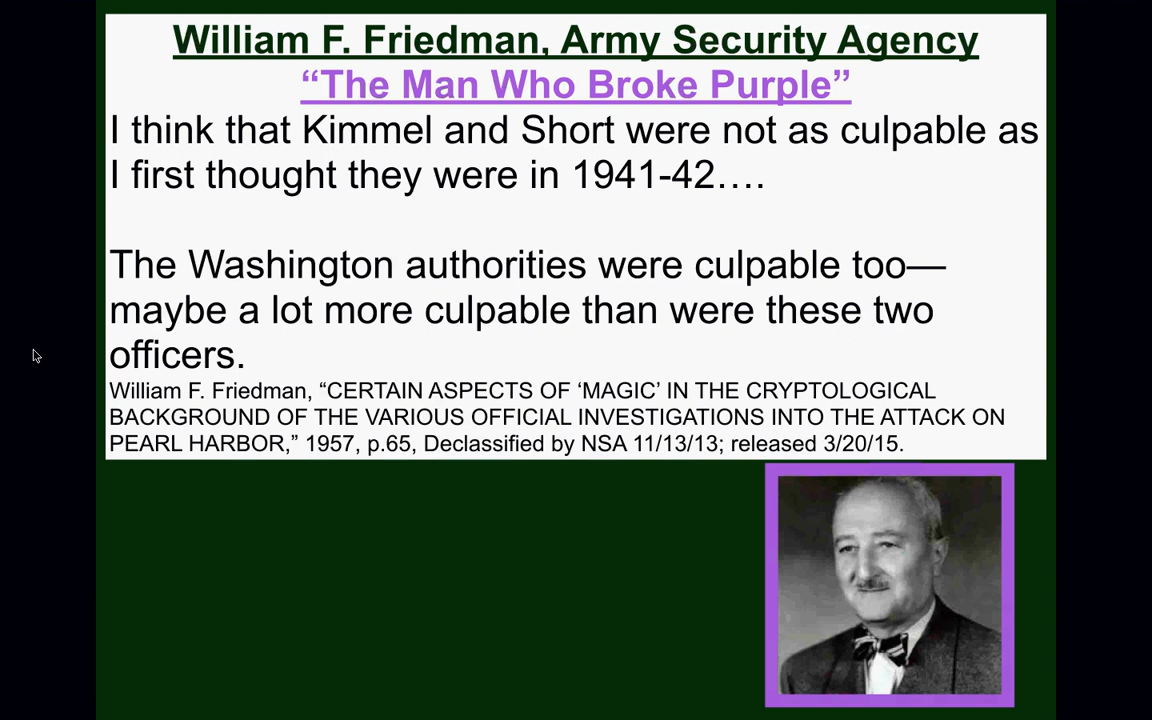 William F. Friedman, Army Security Agency
“The Man Who Broke Purple”
I think that Kimmel and Short were not as culpable as
I first thought they were in 1941-42….
The Washington authorities were culpable too—
maybe a lot more culpable than were these two
officers.
William F. Friedman, “CERTAIN ASPECTS OF ‘MAGIC’ IN THE CRYPTOLOGICAL
BACKGROUND OF THE VARIOUS OFFICIAL INVESTIGATIONS INTO THE ATTACK ON
PEARL HARBOR,” 1957, p.65, Declassified by NSA 11/13/13; released 3/20/15.